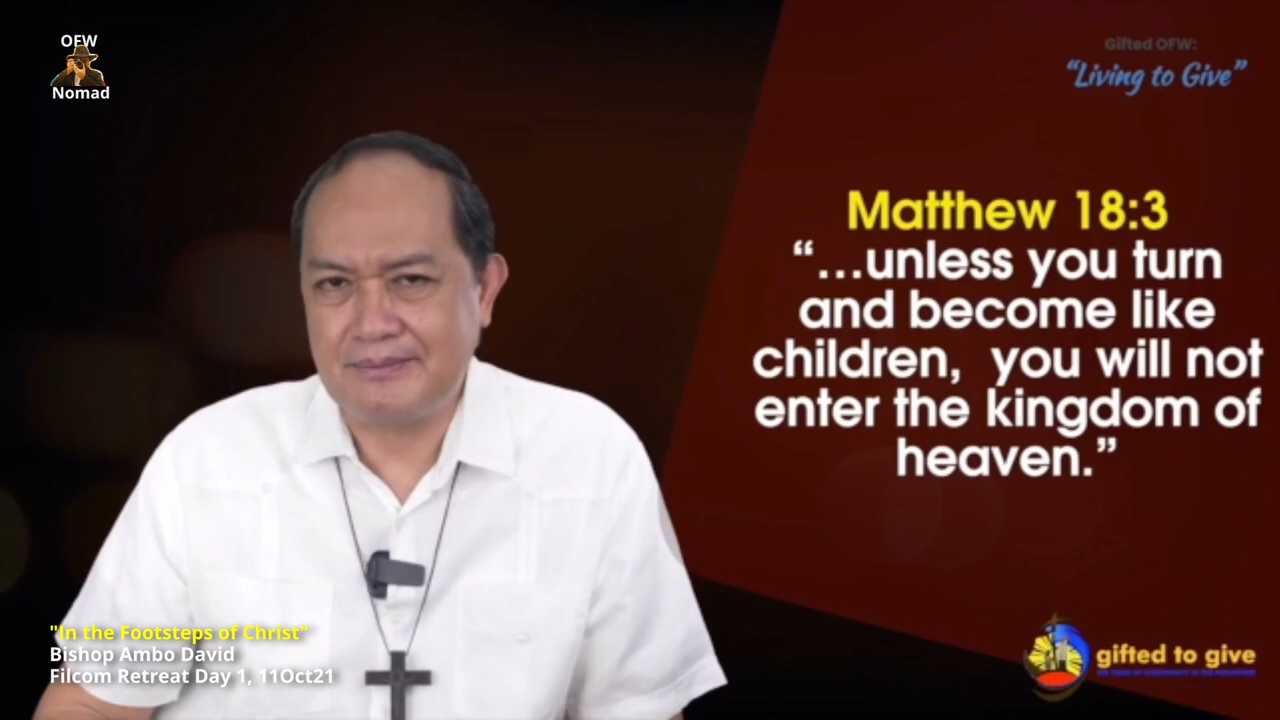 OFW
Nomad
Gifted OFW:
“Living to Give”
Matthew 18:3
“…unless you turn
and become like
children, you will not
enter the kingdom of
heaven.”
"In the Footsteps of Christ"
Bishop Ambo David
Filcom Retreat Day 1, 11Oct21
gifted to give